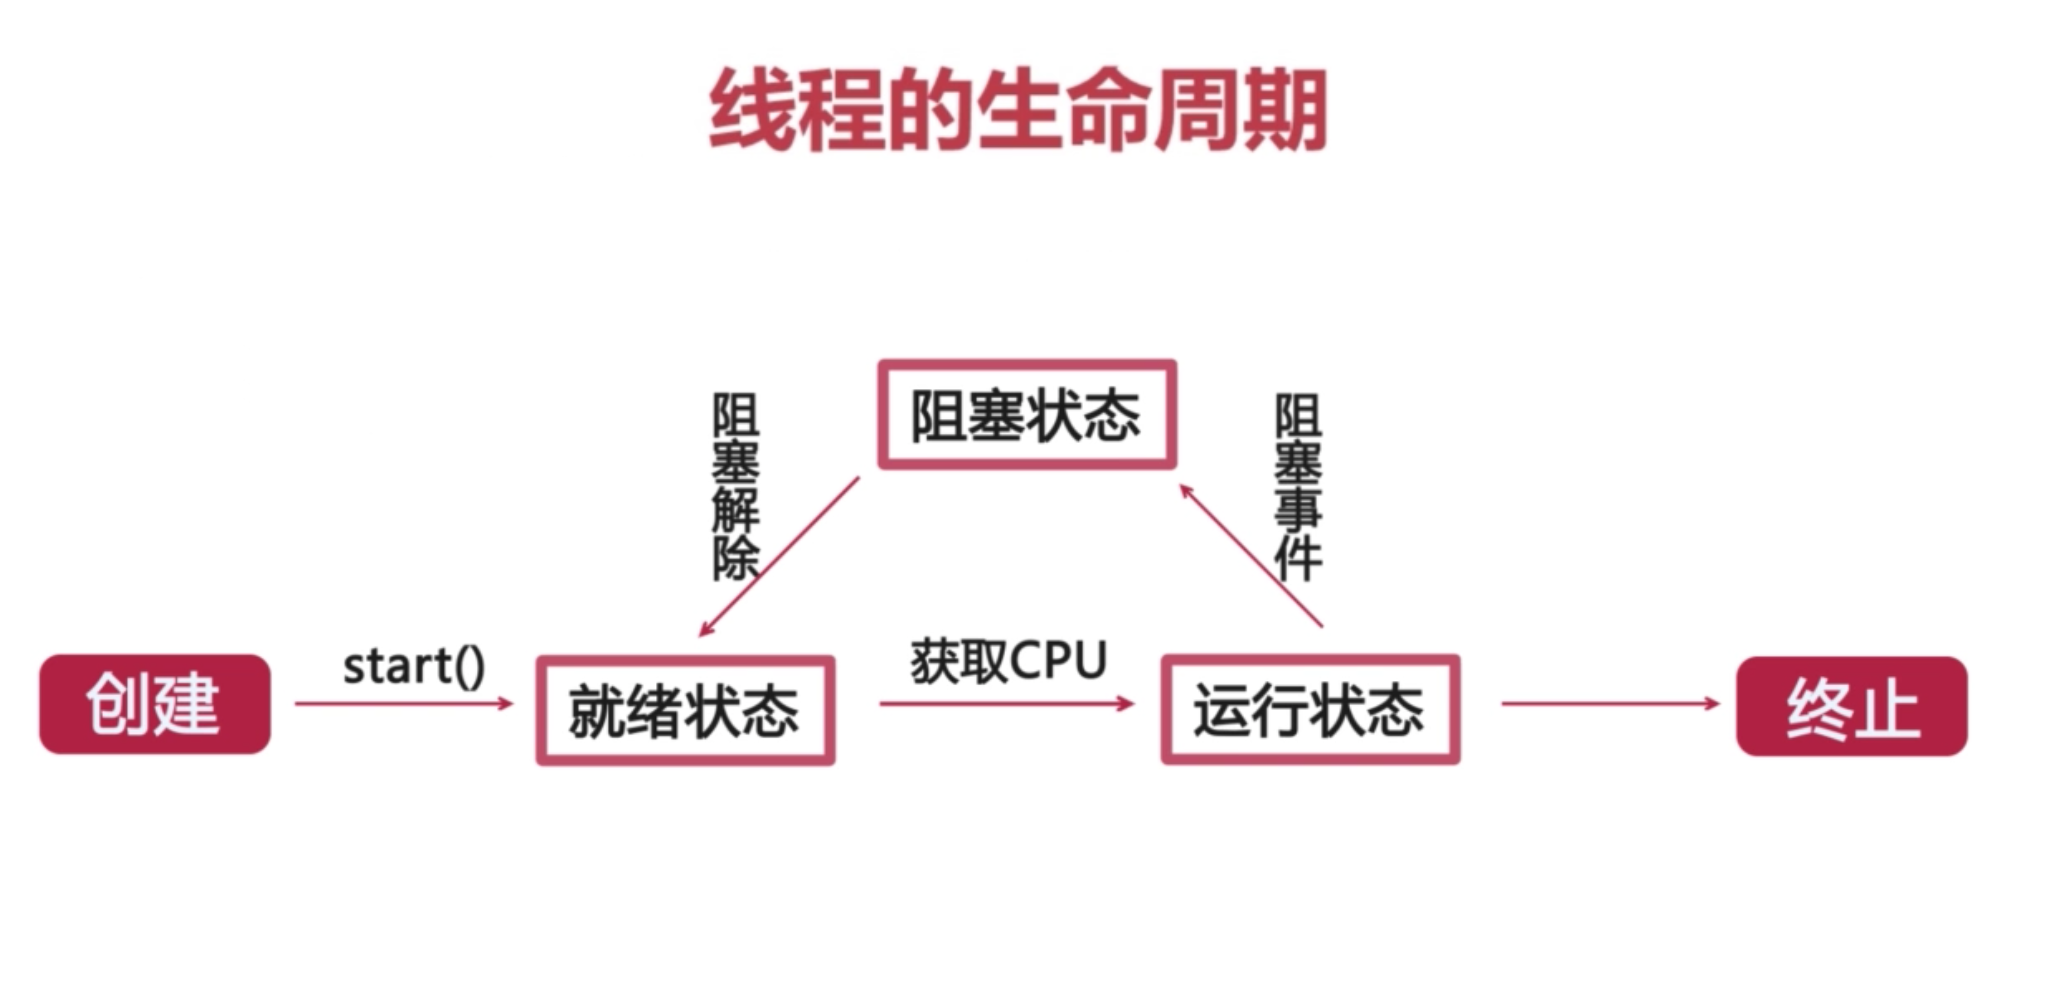 线程的生命周期
阻塞状态
阻塞解除
阻塞事件
start()
获取CPU
创建
就绪状态
运行状态
终止